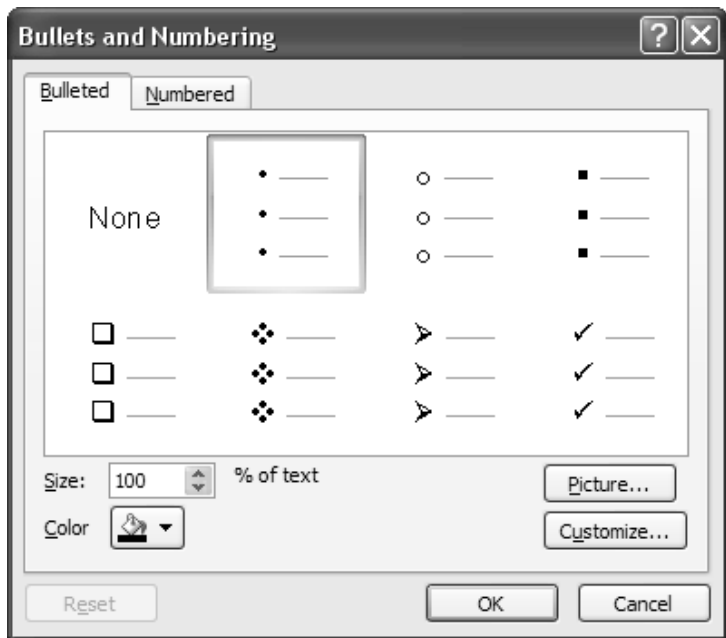 Bullets and Numbering
Bulleted
Numbered
None
Size: 100 % of text
Picture...
Color
Customize...
Reset
OK
Cancel